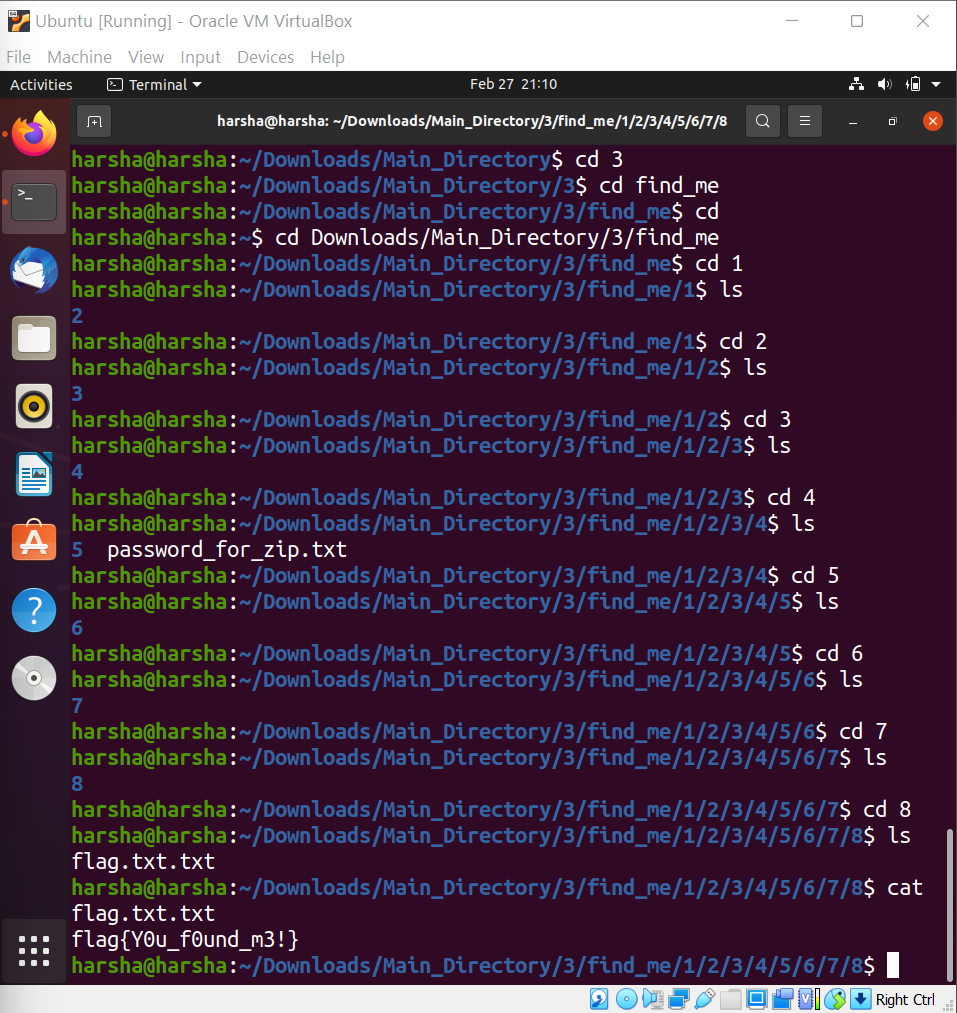 Ubuntu [Running] - Oracle VM VirtualBox
File Machine View Input Devices Help
Activities Terminal Feb 27 21:10
harsha@harsha: ~/Downloads/Main_Directory/3/find_me/1/2/3/4/5/6/7/8
harsha@harsha:~/Downloads/Main_Directory$ cd 3
harsha@harsha:~/Downloads/Main_Directory/3$ cd find_me
harsha@harsha:~/Downloads/Main_Directory/3/find_me$ cd
harsha@harsha:~$ cd Downloads/Main_Directory/3/find_me
harsha@harsha:~/Downloads/Main_Directory/3/find_me$ cd 1
harsha@harsha:~/Downloads/Main_Directory/3/find_me/1$ ls
2
harsha@harsha:~/Downloads/Main_Directory/3/find_me/1$ cd 2
harsha@harsha:~/Downloads/Main_Directory/3/find_me/1/2$ ls
3
harsha@harsha:~/Downloads/Main_Directory/3/find_me/1/2$ cd 3
harsha@harsha:~/Downloads/Main_Directory/3/find_me/1/2/3$ ls
4
harsha@harsha:~/Downloads/Main_Directory/3/find_me/1/2/3$ cd 4
harsha@harsha:~/Downloads/Main_Directory/3/find_me/1/2/3/4$ ls
5  password_for_zip.txt
harsha@harsha:~/Downloads/Main_Directory/3/find_me/1/2/3/4$ cd 5
harsha@harsha:~/Downloads/Main_Directory/3/find_me/1/2/3/4/5$ ls
6
harsha@harsha:~/Downloads/Main_Directory/3/find_me/1/2/3/4/5$ cd 6
harsha@harsha:~/Downloads/Main_Directory/3/find_me/1/2/3/4/5/6$ ls
7
harsha@harsha:~/Downloads/Main_Directory/3/find_me/1/2/3/4/5/6$ cd 7
harsha@harsha:~/Downloads/Main_Directory/3/find_me/1/2/3/4/5/6/7$ ls
8
harsha@harsha:~/Downloads/Main_Directory/3/find_me/1/2/3/4/5/6/7$ cd 8
harsha@harsha:~/Downloads/Main_Directory/3/find_me/1/2/3/4/5/6/7/8$ ls
flag.txt.txt
harsha@harsha:~/Downloads/Main_Directory/3/find_me/1/2/3/4/5/6/7/8$ cat
flag.txt.txt
flag{Y0u_f0und_m3!}
harsha@harsha:~/Downloads/Main_Directory/3/find_me/1/2/3/4/5/6/7/8$
Right Ctrl